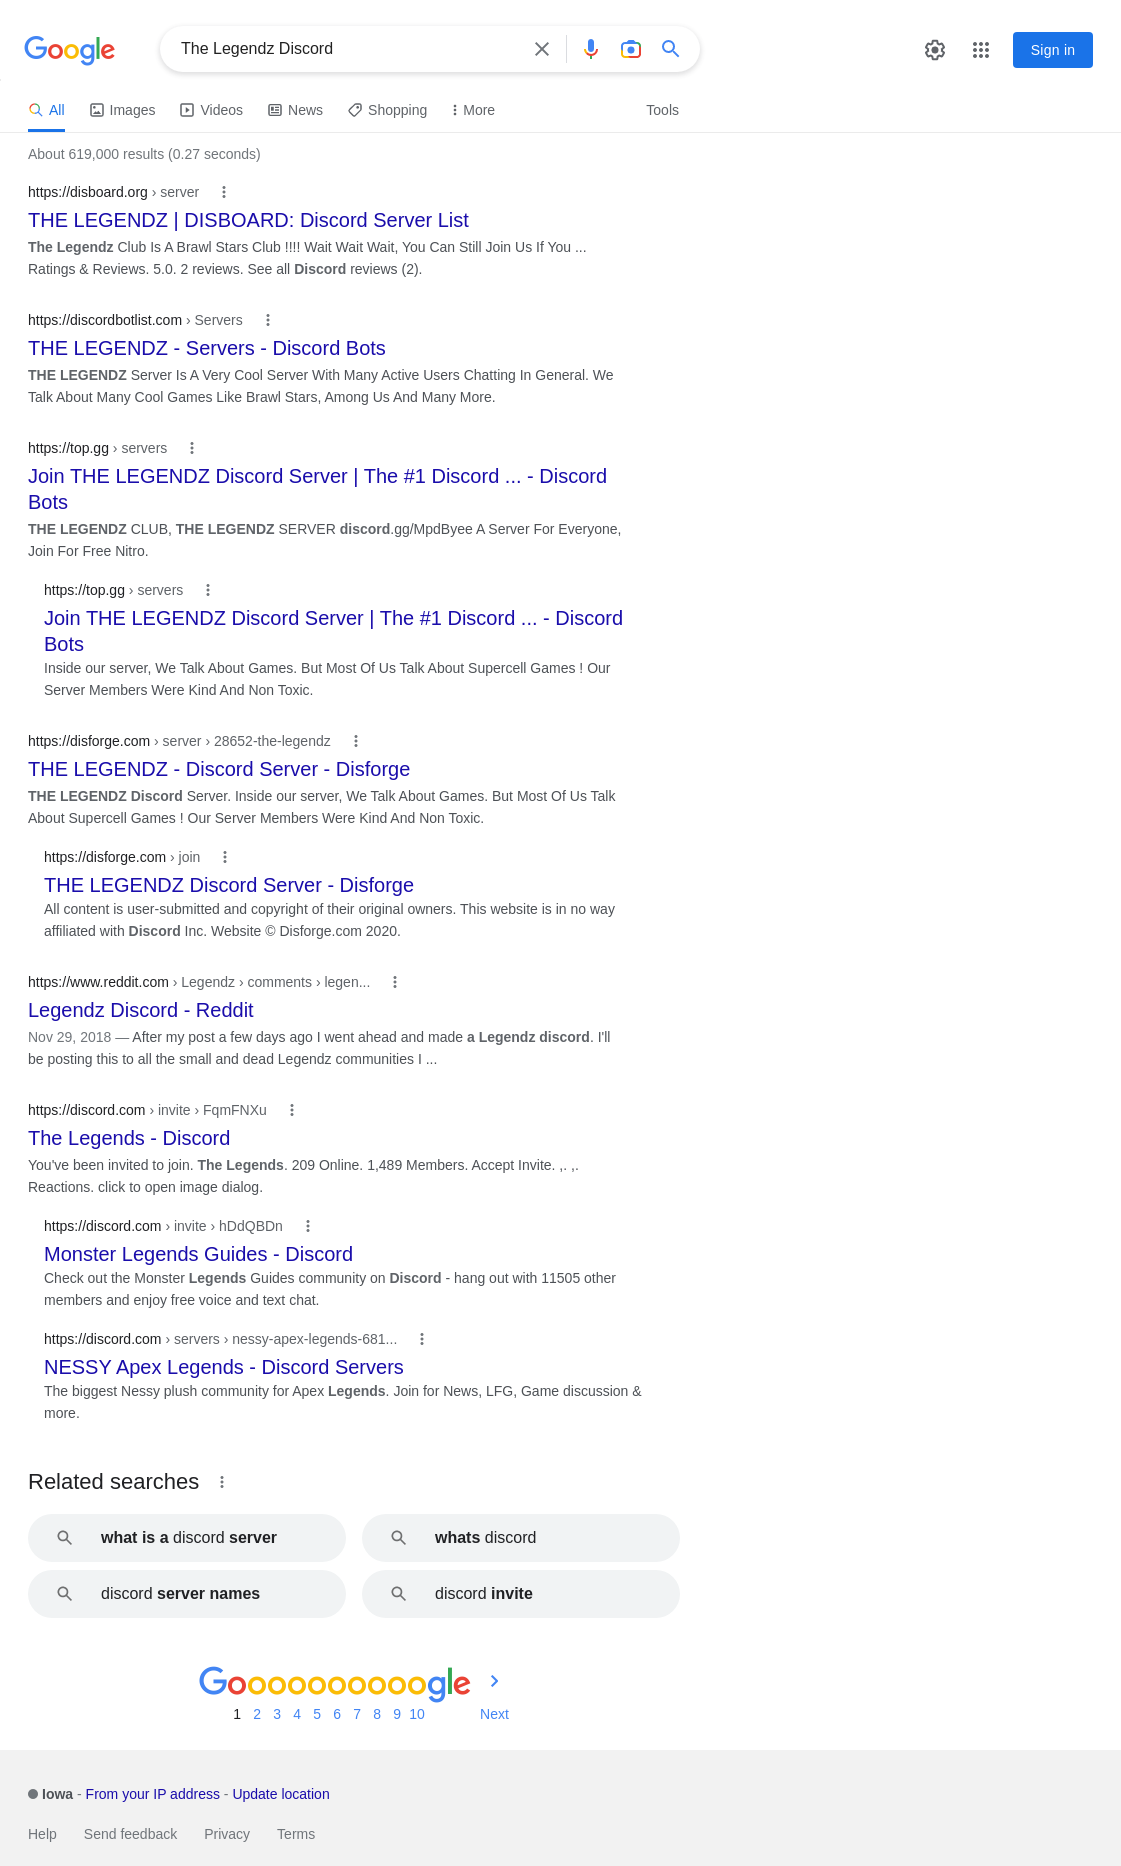 Google
The Legendz Discord
Sign in
All Images Videos News Shopping More Tools
About 619,000 results (0.27 seconds)
https://disboard.org › server
THE LEGENDZ | DISBOARD: Discord Server List
The Legendz Club Is A Brawl Stars Club !!!! Wait Wait Wait, You Can Still Join Us If You ...
Ratings & Reviews. 5.0. 2 reviews. See all Discord reviews (2).
https://discordbotlist.com › Servers
THE LEGENDZ - Servers - Discord Bots
THE LEGENDZ Server Is A Very Cool Server With Many Active Users Chatting In General. We
Talk About Many Cool Games Like Brawl Stars, Among Us And Many More.
https://top.gg › servers
Join THE LEGENDZ Discord Server | The #1 Discord ... - Discord
Bots
THE LEGENDZ CLUB, THE LEGENDZ SERVER discord.gg/MpdByee A Server For Everyone,
Join For Free Nitro.
https://top.gg › servers
Join THE LEGENDZ Discord Server | The #1 Discord ... - Discord
Bots
Inside our server, We Talk About Games. But Most Of Us Talk About Supercell Games ! Our
Server Members Were Kind And Non Toxic.
https://disforge.com › server › 28652-the-legendz
THE LEGENDZ - Discord Server - Disforge
THE LEGENDZ Discord Server. Inside our server, We Talk About Games. But Most Of Us Talk
About Supercell Games ! Our Server Members Were Kind And Non Toxic.
https://disforge.com › join
THE LEGENDZ Discord Server - Disforge
All content is user-submitted and copyright of their original owners. This website is in no way
affiliated with Discord Inc. Website © Disforge.com 2020.
https://www.reddit.com › Legendz › comments › legen...
Legendz Discord - Reddit
Nov 29, 2018 — After my post a few days ago I went ahead and made a Legendz discord. I'll
be posting this to all the small and dead Legendz communities I ...
https://discord.com › invite › FqmFNXu
The Legends - Discord
You've been invited to join. The Legends. 209 Online. 1,489 Members. Accept Invite. ,. ,.
Reactions. click to open image dialog.
https://discord.com › invite › hDdQBDn
Monster Legends Guides - Discord
Check out the Monster Legends Guides community on Discord - hang out with 11505 other
members and enjoy free voice and text chat.
https://discord.com › servers › nessy-apex-legends-681...
NESSY Apex Legends - Discord Servers
The biggest Nessy plush community for Apex Legends. Join for News, LFG, Game discussion &
more.
Related searches
what is a discord server
whats discord
discord server names
discord invite
Goooooooooogle
1 2 3 4 5 6 7 8 9 10 Next
Iowa - From your IP address - Update location
Help Send feedback Privacy Terms